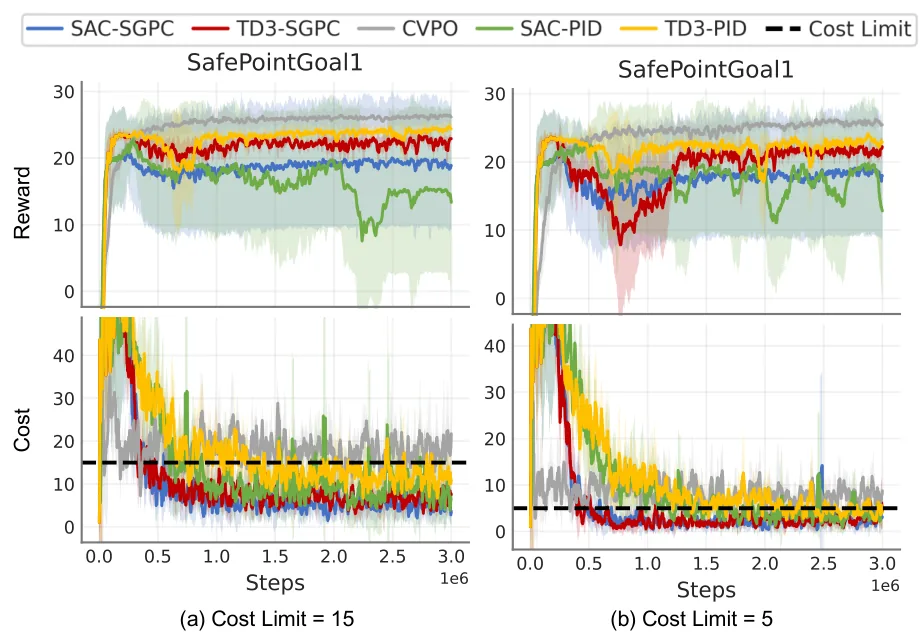 SAC-SGPC TD3-SGPC CVPO SAC-PID TD3-PID Cost Limit
SafePointGoal1
Reward
30
20
10
0
Cost
40
30
20
10
0
0.0 0.5 1.0 1.5 2.0 2.5 3.0
Steps
1e6
(a) Cost Limit = 15
SafePointGoal1
30
20
10
0
40
30
20
10
0
0.0 0.5 1.0 1.5 2.0 2.5 3.0
Steps
1e6
(b) Cost Limit = 5